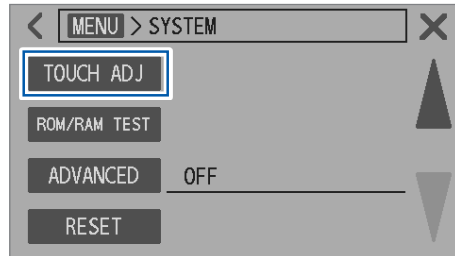 MENU > SYSTEM
TOUCH ADJ
ROM/RAM TEST
ADVANCED OFF
RESET